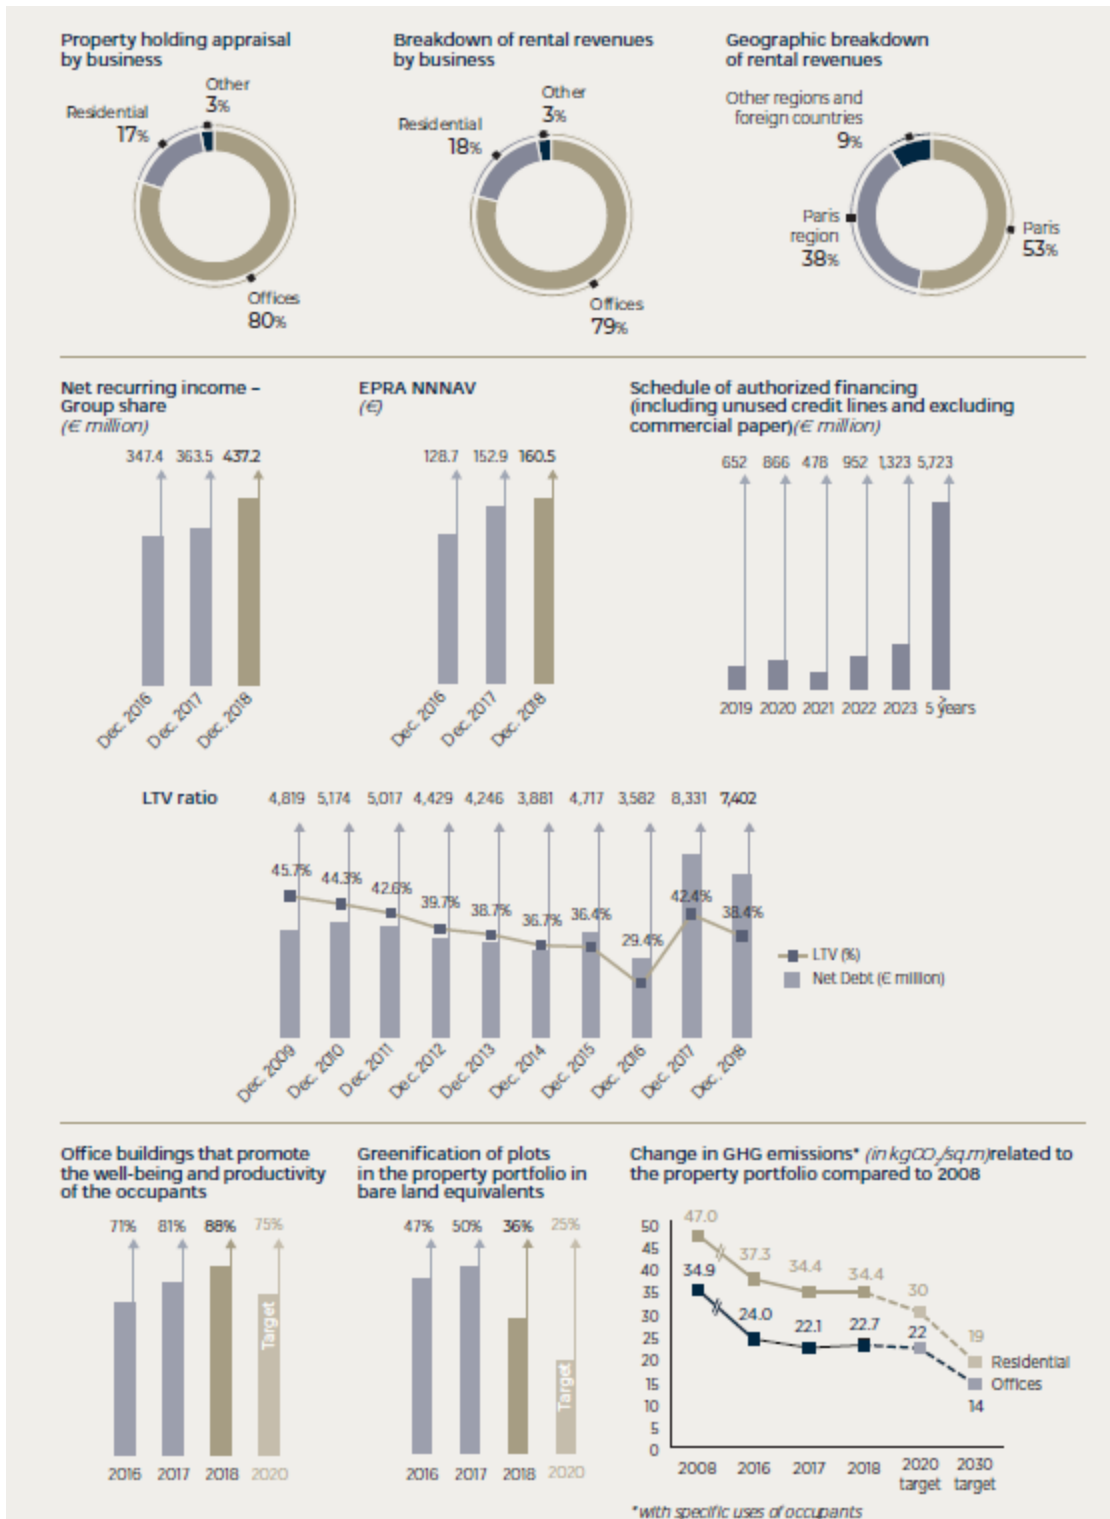 Property holding appraisal
by business
Other
3%
Residential
17%
Offices
80%
Breakdown of rental revenues
by business
Other
3%
Residential
18%
Offices
79%
Geographic breakdown
of rental revenues
Other regions and
foreign countries
9%
Paris
region
38%
Paris
53%
Net recurring income –
Group share
(€ million)
347.4 363.5 437.2
Dec. 2016 Dec. 2017 Dec. 2018
EPRA NNNAV
(€)
128.7 152.9 160.5
Dec. 2016 Dec. 2017 Dec. 2018
Schedule of authorized financing
(including unused credit lines and excluding
commercial paper)(€ million)
652 866 478 952 1,323 5,723
2019 2020 2021 2022 2023 5 years
LTV ratio
4,819 5,174 5,017 4,429 4,246 3,881 4,717 3,582 8,331 7,402
45.7% 44.3% 42.6% 39.7% 38.7% 36.7% 36.4% 29.4% 42.4% 38.4%
LTV (%)
Net Debt (€ million)
Dec. 2009 Dec. 2010 Dec. 2011 Dec. 2012 Dec. 2013 Dec. 2014 Dec. 2015 Dec. 2016 Dec. 2017 Dec. 2018
Office buildings that promote
the well-being and productivity
of the occupants
71% 81% 88% 75%
Target
2016 2017 2018 2020
Greenification of plots
in the property portfolio in
bare land equivalents
47% 50% 36% 25%
Target
2016 2017 2018 2020
Change in GHG emissions* (in kgCO2/sq.m)related to
the property portfolio compared to 2008
50
45
40
35
30
25
20
15
10
5
0
47.0 37.3 34.4 34.4 30 19
34.9 24.0 22.1 22.7 22 14
Residential
Offices
2008 2016 2017 2018 2020 target 2030 target
*with specific uses of occupants